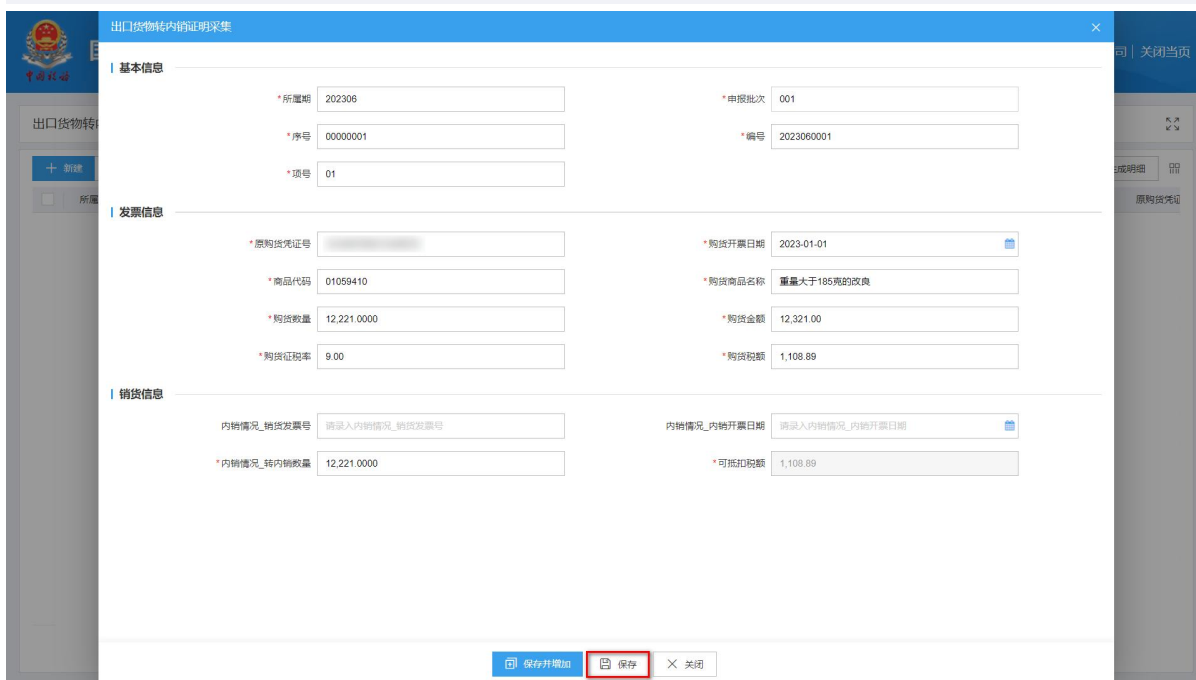 出口货物转内销证明采集
国
司 | 关闭当页
中国税务
基本信息
*所属期 202306
*申报批次 001
出口货物转内
*序号 00000001
*编号 2023060001
+ 新建
*项号 01
生成明细
所属
原购货凭证
发票信息
*原购货凭证号
*购货开票日期 2023-01-01
*商品代码 01059410
*购货商品名称 重量大于185克的改良
*购货数量 12,221.0000
*购货金额 12,321.00
*购货征税率 9.00
*购货税额 1,108.89
销货信息
内销情况_销货发票号 请录入内销情况_销货发票号
内销情况_内销开票日期 请录入内销情况_内销开票日期
*内销情况_转内销数量 12,221.0000
*可抵扣税额 1,108.89
保存并增加
保存
关闭